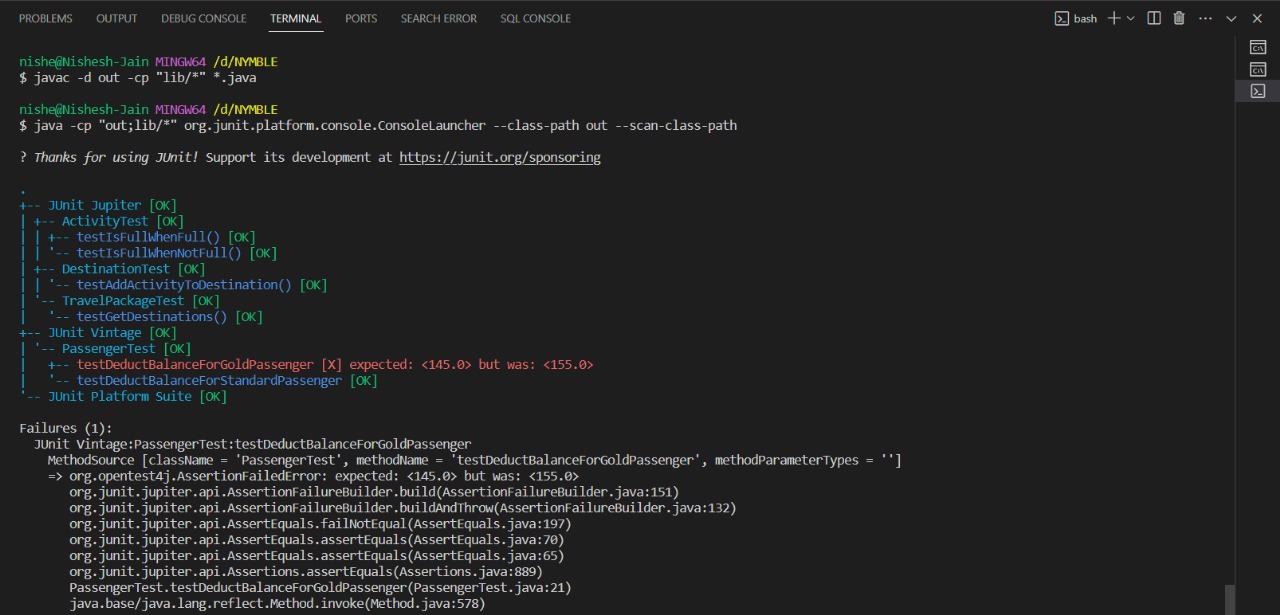 PROBLEMS OUTPUT DEBUG CONSOLE TERMINAL PORTS SEARCH ERROR SQL CONSOLE bash
nishe@Nishesh-Jain MINGW64 /d/NYMBLE
$ javac -d out -cp "lib/*" *.java
nishe@Nishesh-Jain MINGW64 /d/NYMBLE
$ java -cp "out;lib/*" org.junit.platform.console.ConsoleLauncher --class-path out --scan-class-path
? Thanks for using JUnit! Support its development at https://junit.org/sponsoring
.
+-- JUnit Jupiter [OK]
| +-- ActivityTest [OK]
| | +-- testIsFullWhenFull() [OK]
| | '-- testIsFullWhenNotFull() [OK]
| +-- DestinationTest [OK]
| | '-- testAddActivityToDestination() [OK]
| '-- TravelPackageTest [OK]
|   '-- testGetDestinations() [OK]
+-- JUnit Vintage [OK]
| '-- PassengerTest [OK]
|   +-- testDeductBalanceForGoldPassenger [X] expected: <145.0> but was: <155.0>
|   '-- testDeductBalanceForStandardPassenger [OK]
'-- JUnit Platform Suite [OK]
Failures (1):
  JUnit Vintage:PassengerTest:testDeductBalanceForGoldPassenger
    MethodSource [className = 'PassengerTest', methodName = 'testDeductBalanceForGoldPassenger', methodParameterTypes = '']
    => org.opentest4j.AssertionFailedError: expected: <145.0> but was: <155.0>
       org.junit.jupiter.api.AssertionFailureBuilder.build(AssertionFailureBuilder.java:151)
       org.junit.jupiter.api.AssertionFailureBuilder.buildAndThrow(AssertionFailureBuilder.java:132)
       org.junit.jupiter.api.AssertEquals.failNotEqual(AssertEquals.java:197)
       org.junit.jupiter.api.AssertEquals.assertEquals(AssertEquals.java:70)
       org.junit.jupiter.api.AssertEquals.assertEquals(AssertEquals.java:65)
       org.junit.jupiter.api.Assertions.assertEquals(Assertions.java:889)
       PassengerTest.testDeductBalanceForGoldPassenger(PassengerTest.java:21)
       java.base/java.lang.reflect.Method.invoke(Method.java:578)